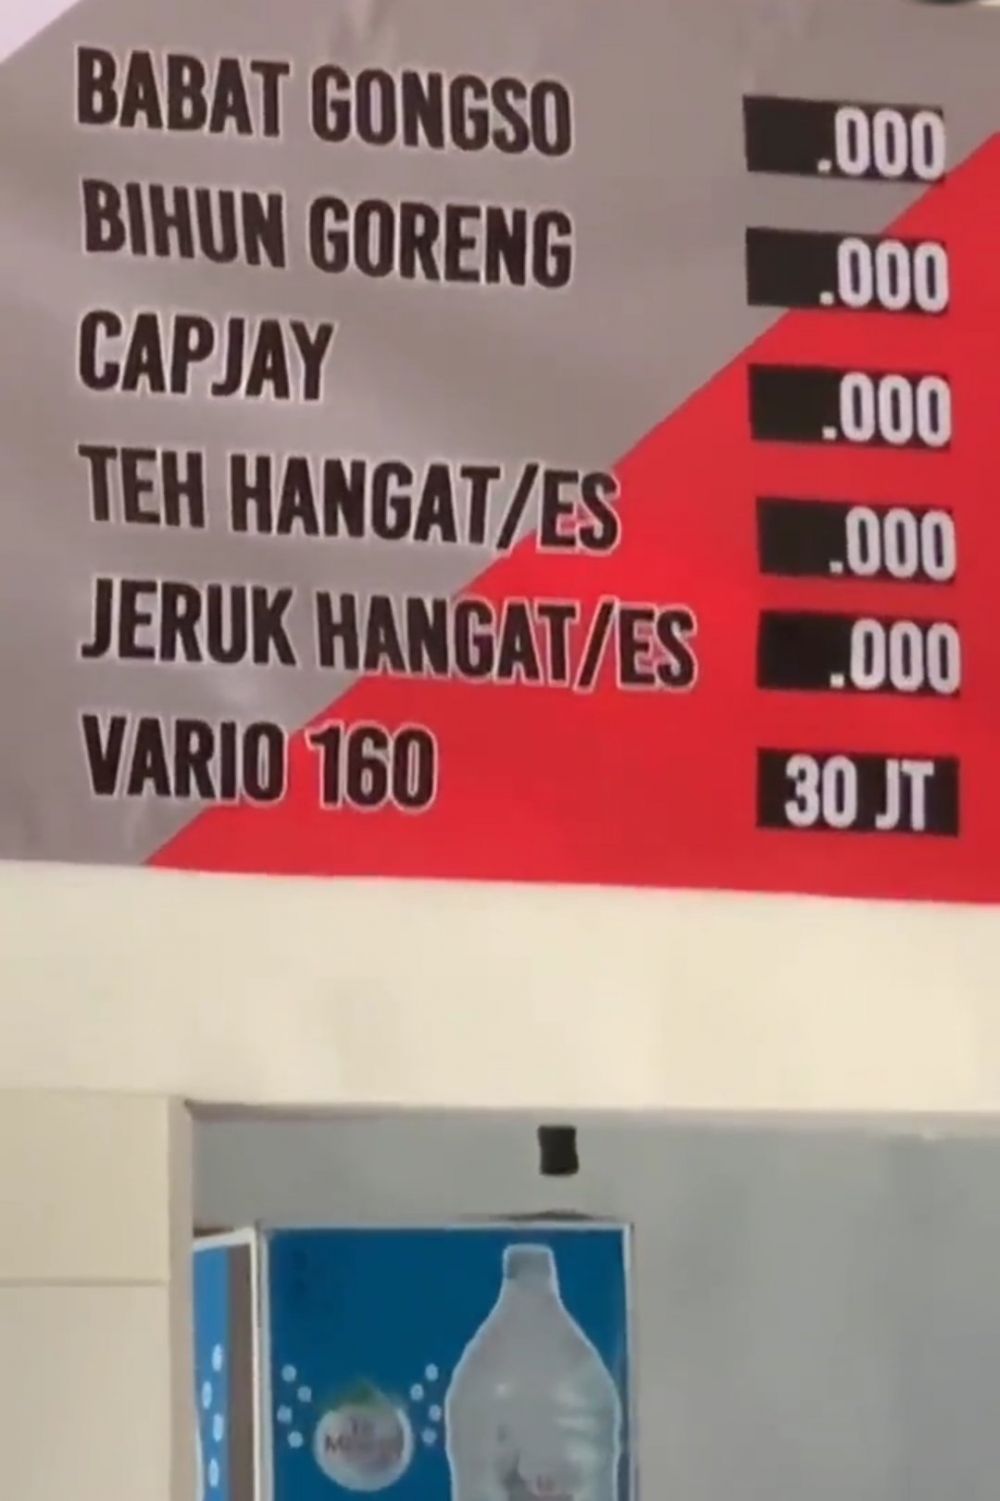 BABAT GONGSO .000
BIHUN GORENG .000
CAPJAY .000
TEH HANGAT/ES .000
JERUK HANGAT/ES .000
VARIO 160 30 JT